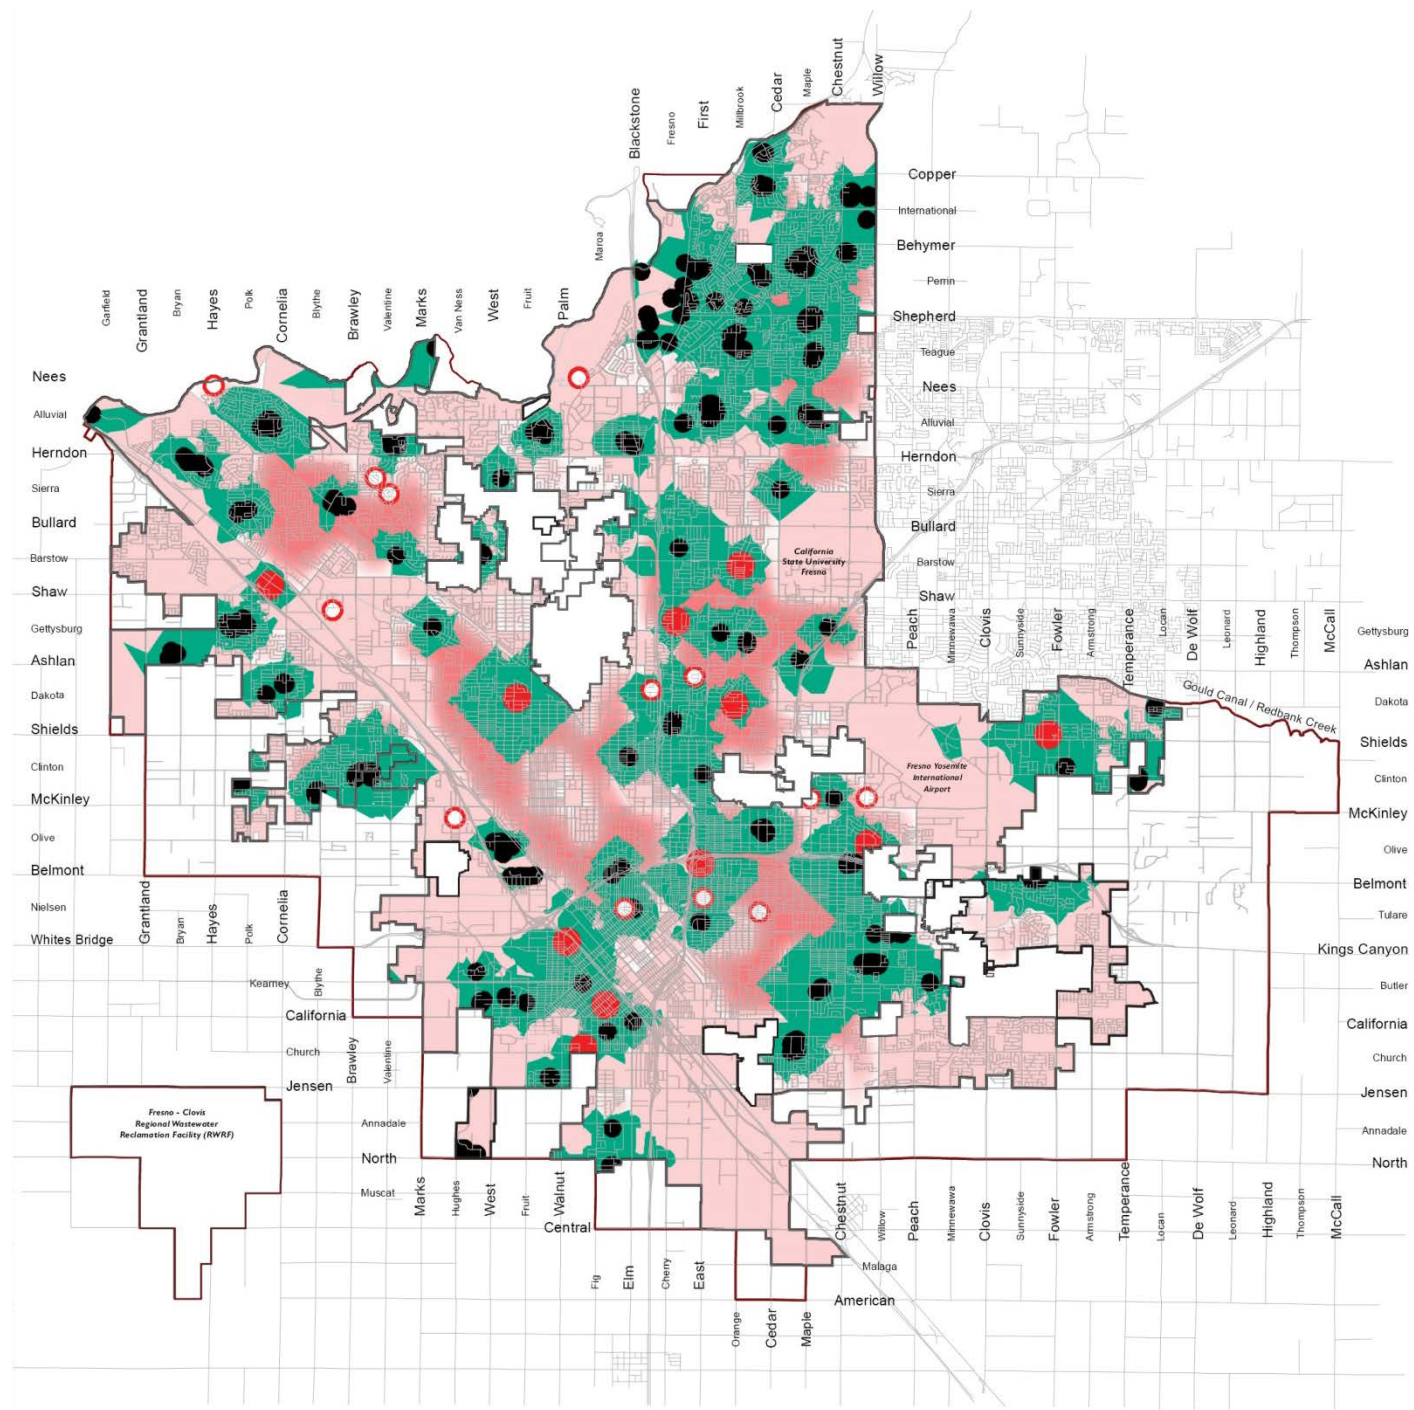 Willow
Chestnut
Maple
Cedar
Millbrook
First
Fresno
Blackstone
Copper
International
Behymer
Perrin
Shepherd
Teague
Nees
Alluvial
Herndon
Sierra
Bullard
Barstow
Shaw
Maroa
Garfield
Grantland
Bryan
Hayes
Polk
Cornelia
Blythe
Brawley
Valentine
Marks
Van Ness
West
Fruit
Palm
Nees
Alluvial
Herndon
Sierra
Bullard
Barstow
Shaw
Gettysburg
Ashlan
Dakota
Shields
Clinton
McKinley
Olive
Belmont
Nielsen
Whites Bridge
California
State University
Fresno
Peach
Minnewawa
Clovis
Sunnyside
Fowler
Armstrong
Temperance
Locan
De Wolf
Leonard
Highland
Thompson
McCall
Gettysburg
Ashlan
Dakota
Gould Canal / Redbank Creek
Shields
Clinton
McKinley
Olive
Belmont
Tulare
Kings Canyon
Butler
California
Church
Jensen
Annadale
North
Fresno Yosemite
International
Airport
Grantland
Bryan
Hayes
Polk
Cornelia
Kearney
Blythe
California
Church
Brawley
Valentine
Jensen
Annadale
North
Muscat
Fresno - Clovis
Regional Wastewater
Reclamation Facility (RWRF)
Marks
Hughes
West
Fruit
Walnut
Central
Fig
Elm
Cherry
East
Orange
Cedar
Maple
American
Malaga
Chestnut
Willow
Peach
Minnewawa
Clovis
Sunnyside
Fowler
Armstrong
Temperance
Locan
De Wolf
Leonard
Highland
Thompson
McCall